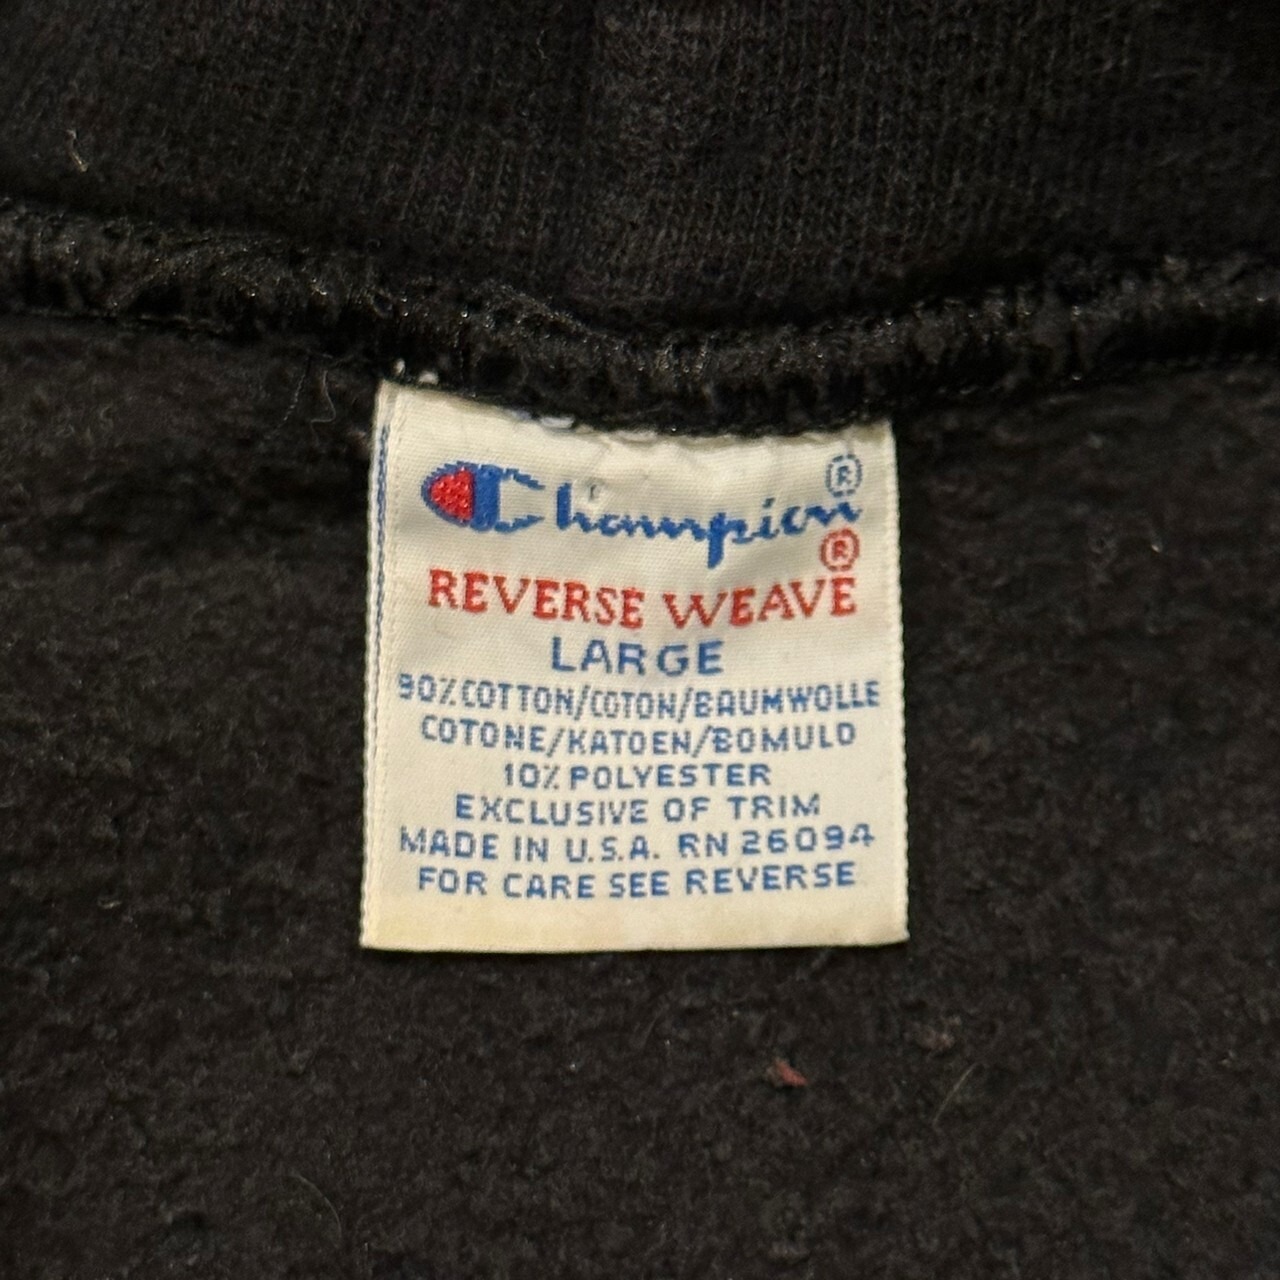 Champion®
REVERSE WEAVE®
LARGE
90% COTTON/COTON/BAUMWOLLE
COTONE/KATOEN/BOMULD
10% POLYESTER
EXCLUSIVE OF TRIM
MADE IN U.S.A. RN 26094
FOR CARE SEE REVERSE